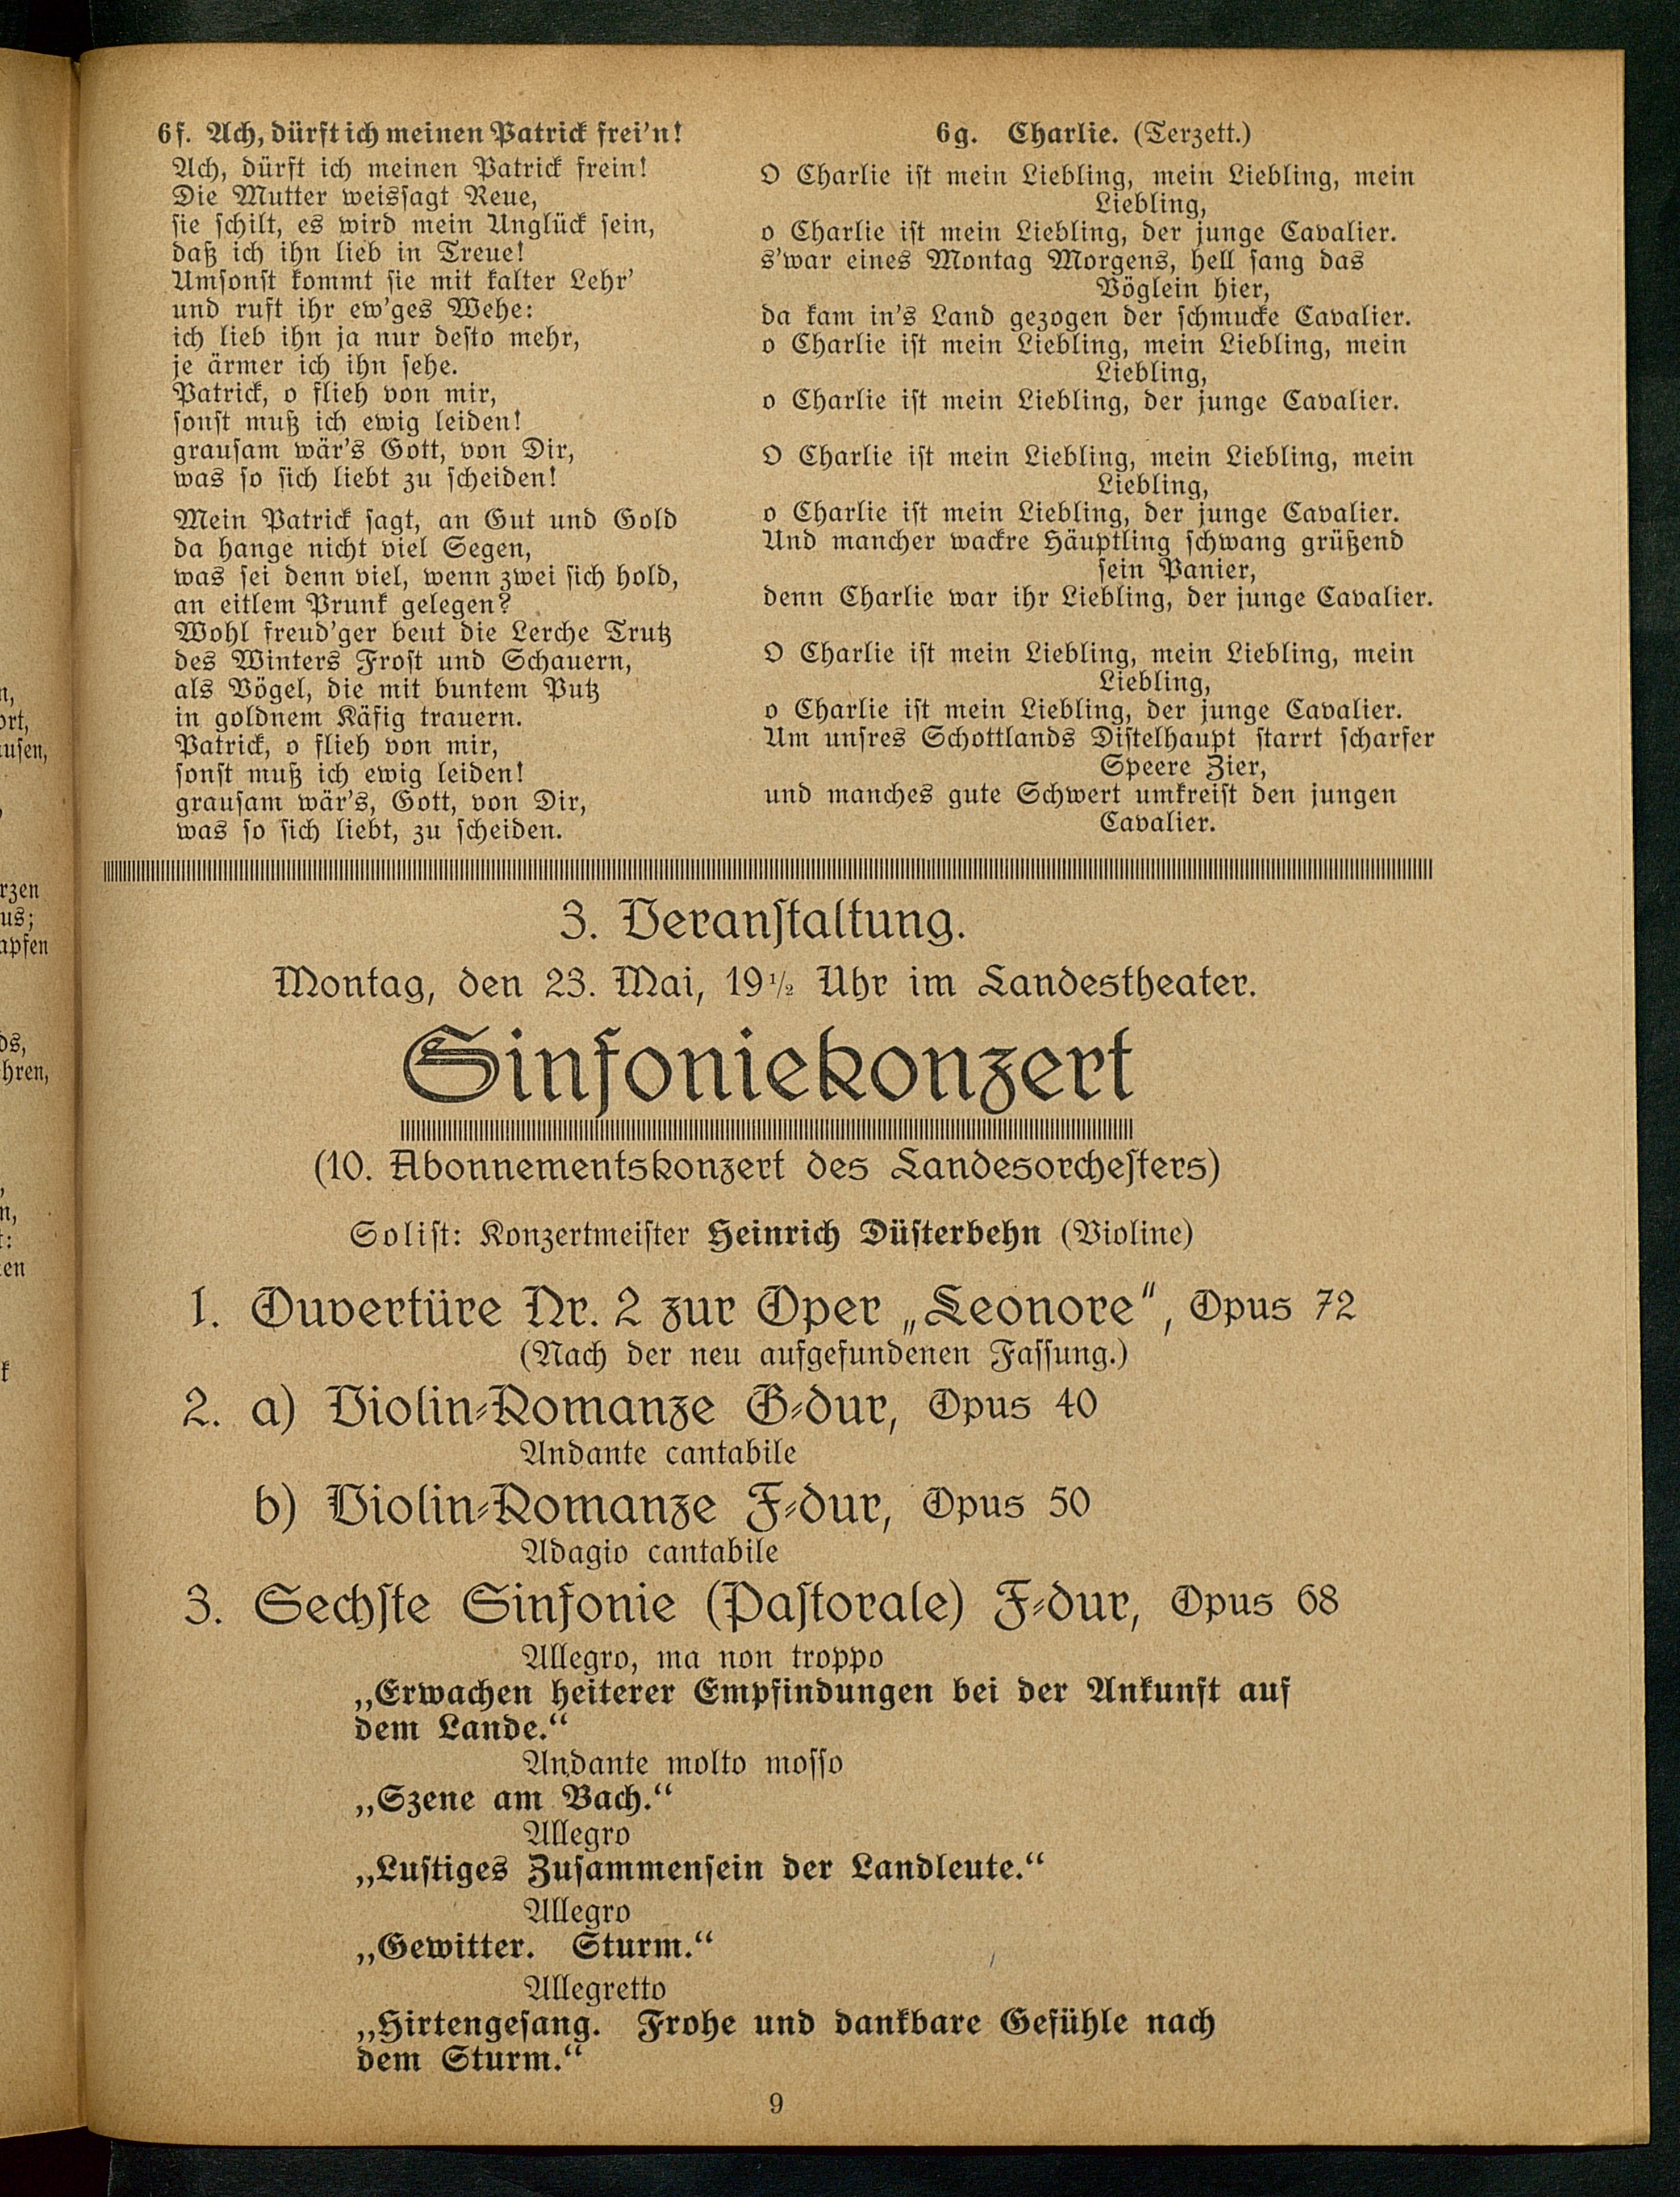 6f. Ach, dürft ich meinen Patrick frei'n!
Ach, dürft ich meinen Patrick frein!
Die Mutter weissagt Reue,
sie schilt, es wird mein Unglück sein,
daß ich ihn lieb in Treue!
Umsonst kommt sie mit kalter Lehr'
und ruft ihr ew'ges Wehe:
ich lieb ihn ja nur desto mehr,
je ärmer ich ihn sehe.
Patrick, o flieh von mir,
sonst muß ich ewig leiden!
grausam wär's Gott, von Dir,
was so sich liebt zu scheiden!
Mein Patrick sagt, an Gut und Gold
da hange nicht viel Segen,
was sei denn viel, wenn zwei sich hold,
an eitlem Prunk gelegen?
Wohl freud'ger beut die Lerche Trutz
des Winters Frost und Schauern,
als Vögel, die mit buntem Putz
in goldnem Käfig trauern.
Patrick, o flieh von mir,
sonst muß ich ewig leiden!
grausam wär's, Gott, von Dir,
was so sich liebt, zu scheiden.
6g. Charlie. (Terzett.)
O Charlie ist mein Liebling, mein Liebling, mein
Liebling,
o Charlie ist mein Liebling, der junge Cavalier.
s'war eines Montag Morgens, hell sang das
Vöglein hier,
da kam in's Land gezogen der schmucke Cavalier.
o Charlie ist mein Liebling, mein Liebling, mein
Liebling,
o Charlie ist mein Liebling, der junge Cavalier.
O Charlie ist mein Liebling, mein Liebling, mein
Liebling,
o Charlie ist mein Liebling, der junge Cavalier.
Und mancher wackre Häuptling schwang grüßend
sein Panier,
denn Charlie war ihr Liebling, der junge Cavalier.
O Charlie ist mein Liebling, mein Liebling, mein
Liebling,
o Charlie ist mein Liebling, der junge Cavalier.
Um unsres Schottlands Distelhaupt starrt scharfer
Speere Zier,
und manches gute Schwert umkreist den jungen
Cavalier.
3. Veranstaltung.
Montag, den 23. Mai, 19½ Uhr im Landestheater.
Sinfoniekonzert
(10. Abonnementskonzert des Landesorchesters)
Solist: Konzertmeister Heinrich Düsterbehn (Violine)
1. Ouvertüre Nr. 2 zur Oper „Leonore", Opus 72
(Nach der neu aufgefundenen Fassung.)
2. a) Violin-Romanze G-dur, Opus 40
Andante cantabile
b) Violin-Romanze F-dur, Opus 50
Adagio cantabile
3. Sechste Sinfonie (Pastorale) F-dur, Opus 68
Allegro, ma non troppo
„Erwachen heiterer Empfindungen bei der Ankunft auf
dem Lande.“
Andante molto mosso
„Szene am Bach.“
Allegro
„Lustiges Zusammensein der Landleute.“
Allegro
„Gewitter. Sturm.“
Allegretto
„Hirtengesang. Frohe und dankbare Gefühle nach
dem Sturm.“
9